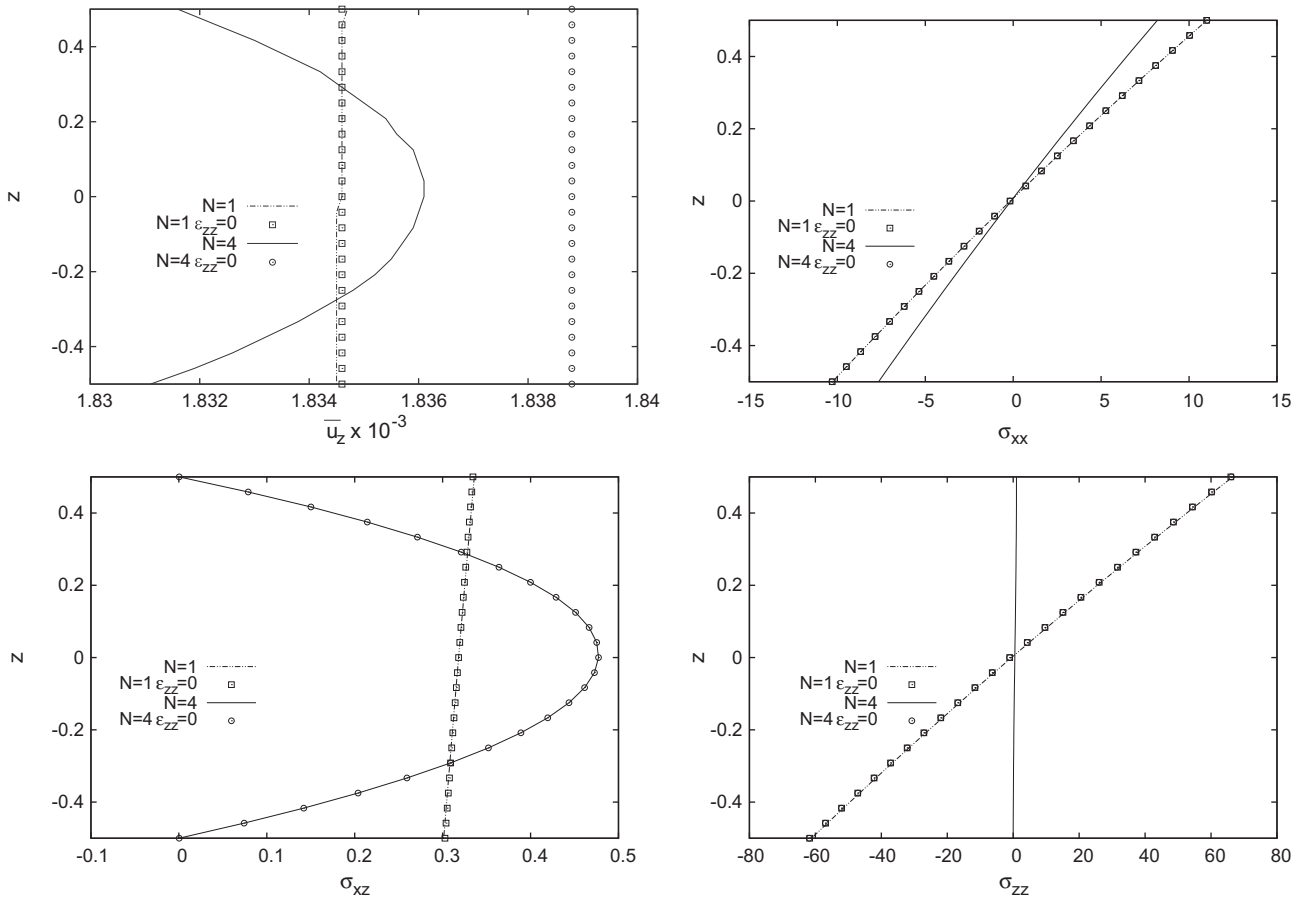 0.4
0.2
0
-0.2
-0.4
z
N=1
N=1 εzz=0
N=4
N=4 εzz=0
1.83 1.832 1.834 1.836 1.838 1.84
u̅z x 10-3
0.4
0.2
0
-0.2
-0.4
z
N=1
N=1 εzz=0
N=4
N=4 εzz=0
-15 -10 -5 0 5 10 15
σxx
0.4
0.2
0
-0.2
-0.4
z
N=1
N=1 εzz=0
N=4
N=4 εzz=0
-0.1 0 0.1 0.2 0.3 0.4 0.5
σxz
0.4
0.2
0
-0.2
-0.4
z
N=1
N=1 εzz=0
N=4
N=4 εzz=0
-80 -60 -40 -20 0 20 40 60 80
σzz